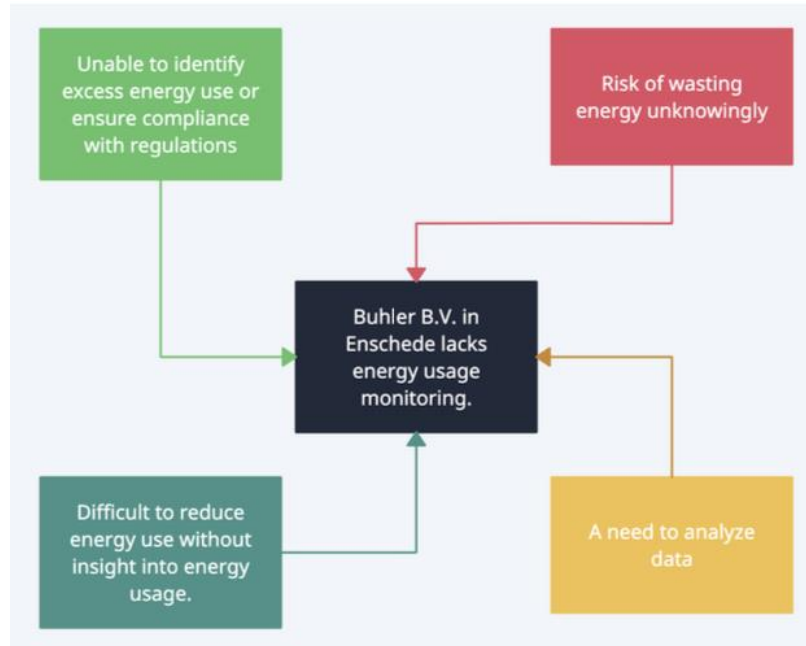 Unable to identify
excess energy use or
ensure compliance
with regulations
Risk of wasting
energy unknowingly
Buhler B.V. in
Enschede lacks
energy usage
monitoring.
Difficult to reduce
energy use without
insight into energy
usage.
A need to analyze
data